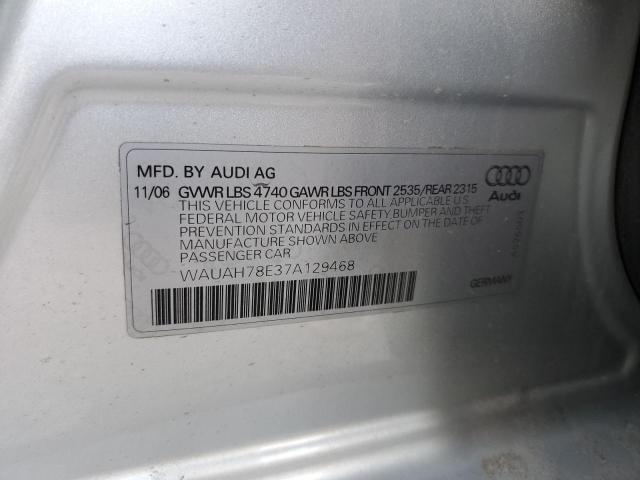 MFD. BY AUDI AG
11/06 GVWR LBS 4740 GAWR LBS FRONT 2535/REAR 2315
THIS VEHICLE CONFORMS TO ALL APPLICABLE U.S
FEDERAL MOTOR VEHICLE SAFETY BUMPER AND THEFT
PREVENTION STANDARDS IN EFFECT ON THE DATE OF
MANUFACTURE SHOWN ABOVE
PASSENGER CAR
WAUAH78E37A129468
Audi
GERMANY